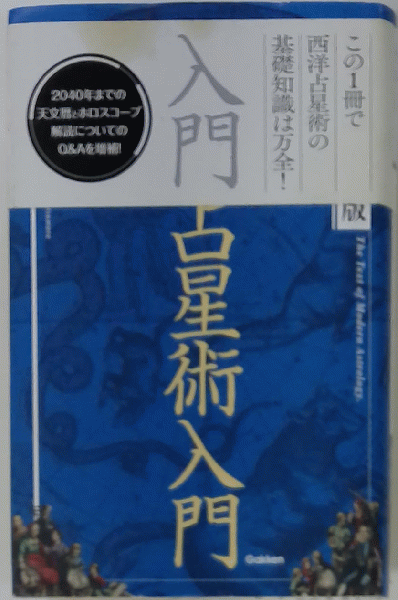 この1冊で
西洋占星術の
基礎知識は万全!
入門
2040年までの
天文暦とホロスコープ
解読についての
Q&Aを増補!
版
The Text of Modern Astrology.
占星術入門
Gakken